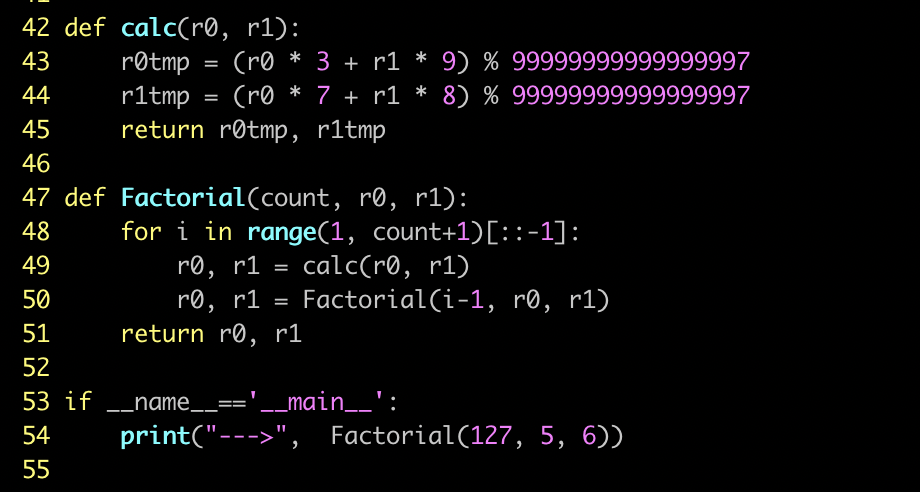 42 def calc(r0, r1):
43     r0tmp = (r0 * 3 + r1 * 9) % 99999999999999997
44     r1tmp = (r0 * 7 + r1 * 8) % 99999999999999997
45     return r0tmp, r1tmp
46
47 def Factorial(count, r0, r1):
48     for i in range(1, count+1)[::-1]:
49         r0, r1 = calc(r0, r1)
50         r0, r1 = Factorial(i-1, r0, r1)
51     return r0, r1
52
53 if __name__=='__main__':
54     print("--->",  Factorial(127, 5, 6))
55